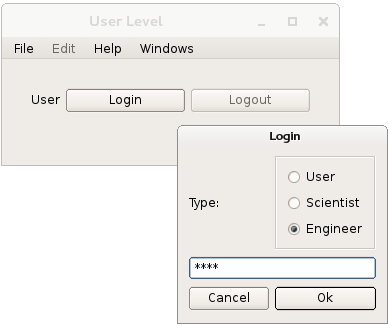 User Level
File Edit Help Windows
User Login Logout
Login
Type:
User
Scientist
Engineer
****
Cancel Ok